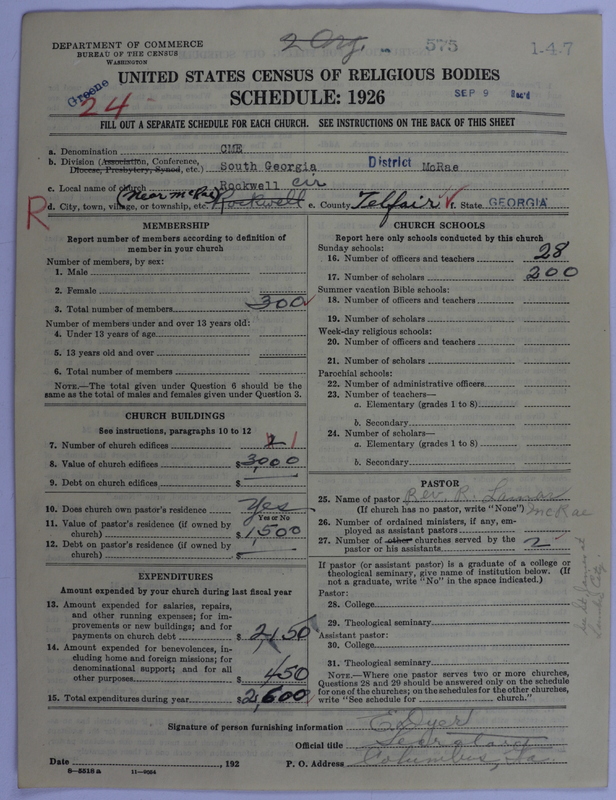 2 Org. 575 1-4-7
DEPARTMENT OF COMMERCE
BUREAU OF THE CENSUS
WASHINGTON
UNITED STATES CENSUS OF RELIGIOUS BODIES
Greene
24
SCHEDULE: 1926
SEP 9 Rec'd
FILL OUT A SEPARATE SCHEDULE FOR EACH CHURCH. SEE INSTRUCTIONS ON THE BACK OF THIS SHEET
a. Denomination CME
b. Division (Association, Conference, Diocese, Presbytery, Synod, etc.) South Georgia District McRae
c. Local name of church Rockwell cir
R d. City, town, village, or township, etc. (near McRae) Rockwell e. County Telfair f. State GEORGIA
MEMBERSHIP
Report number of members according to definition of
member in your church
Number of members, by sex:
1. Male
2. Female
3. Total number of members 300
Number of members under and over 13 years old:
4. Under 13 years of age
5. 13 years old and over
6. Total number of members
NOTE.—The total given under Question 6 should be the
same as the total of males and females given under Question 3.
CHURCH BUILDINGS
See instructions, paragraphs 10 to 12
7. Number of church edifices 1
8. Value of church edifices $3000
9. Debt on church edifices $
10. Does church own pastor's residence Yes
Yes or No
11. Value of pastor's residence (if owned by
church) $1,500
12. Debt on pastor's residence (if owned by
church) $
EXPENDITURES
Amount expended by your church during last fiscal year
13. Amount expended for salaries, repairs,
and other running expenses; for im-
provements or new buildings; and for
payments on church debt $2,150
14. Amount expended for benevolences, in-
cluding home and foreign missions; for
denominational support; and for all
other purposes $450
15. Total expenditures during year $2,600
CHURCH SCHOOLS
Report here only schools conducted by this church
Sunday schools:
16. Number of officers and teachers 28
17. Number of scholars 200
Summer vacation Bible schools:
18. Number of officers and teachers
19. Number of scholars
Week-day religious schools:
20. Number of officers and teachers
21. Number of scholars
Parochial schools:
22. Number of administrative officers
23. Number of teachers—
a. Elementary (grades 1 to 8)
b. Secondary
24. Number of scholars—
a. Elementary (grades 1 to 8)
b. Secondary
PASTOR
25. Name of pastor Rev. R. Lamar
(If church has no pastor, write "None") McRae
26. Number of ordained ministers, if any, em-
ployed as assistant pastors
27. Number of other churches served by the
pastor or his assistants 2
If pastor (or assistant pastor) is a graduate of a college or
theological seminary, give name of institution below. (If
not a graduate, write "No" in the space indicated.)
Pastor:
28. College
29. Theological seminary
Assistant pastor:
30. College
31. Theological seminary
NOTE.—Where one pastor serves two or more churches,
Questions 28 and 29 should be answered only on the schedule
for one of the churches; on the schedules for the other churches,
write "See schedule for church."
Signature of person furnishing information C Dyer
Official title Secretary
Date , 192 P. O. Address Columbus, Ga.
8—5518 a 11—9054